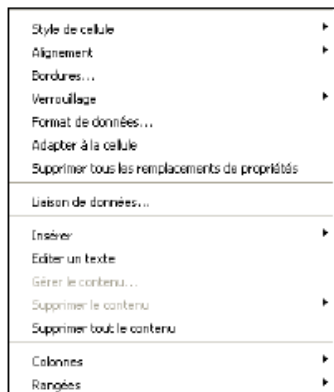 Style de cellule
Alignement
Bordures...
Verrouillage
Format de données...
Adapter à la cellule
Supprimer tous les remplacements de propriétés
Liaison de données...
Insérer
Editer un texte
Gérer le contenu...
Supprimer le contenu
Supprimer tout le contenu
Colonnes
Rangées